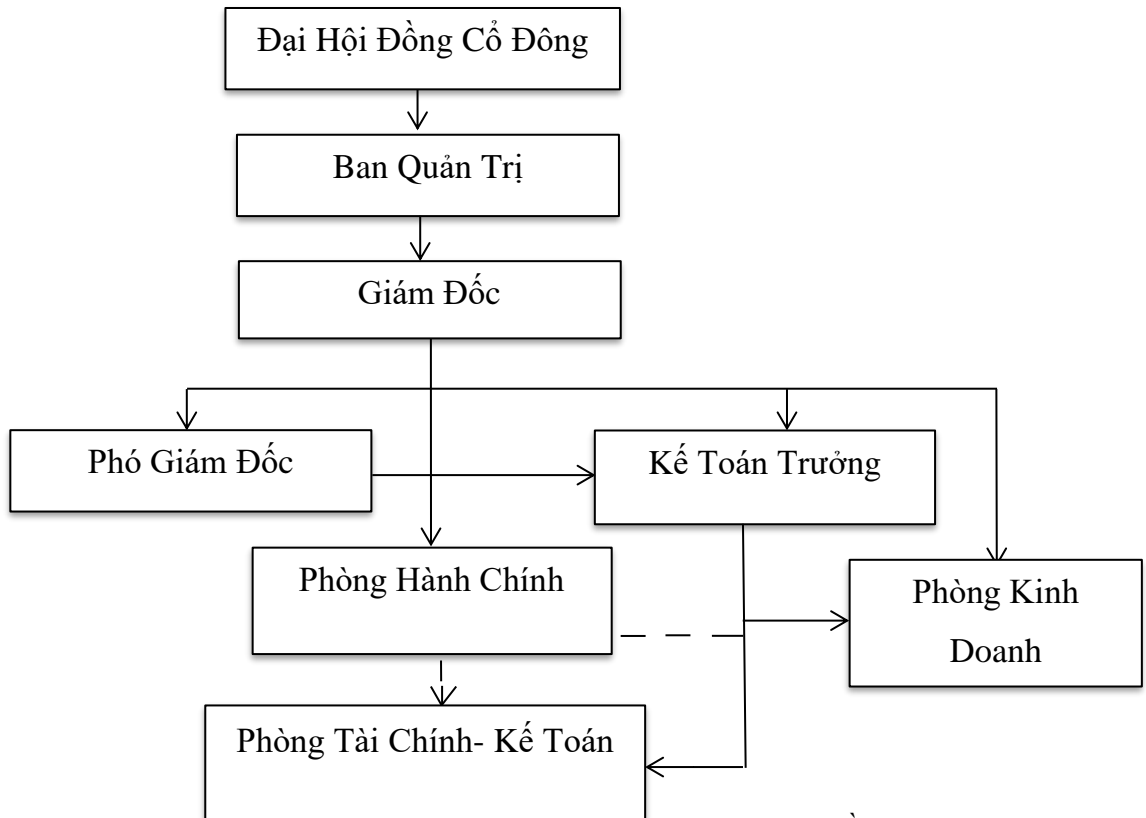 Đại Hội Đồng Cổ Đông
Ban Quản Trị
Giám Đốc
Phó Giám Đốc
Kế Toán Trưởng
Phòng Hành Chính
Phòng Kinh
Doanh
Phòng Tài Chính- Kế Toán